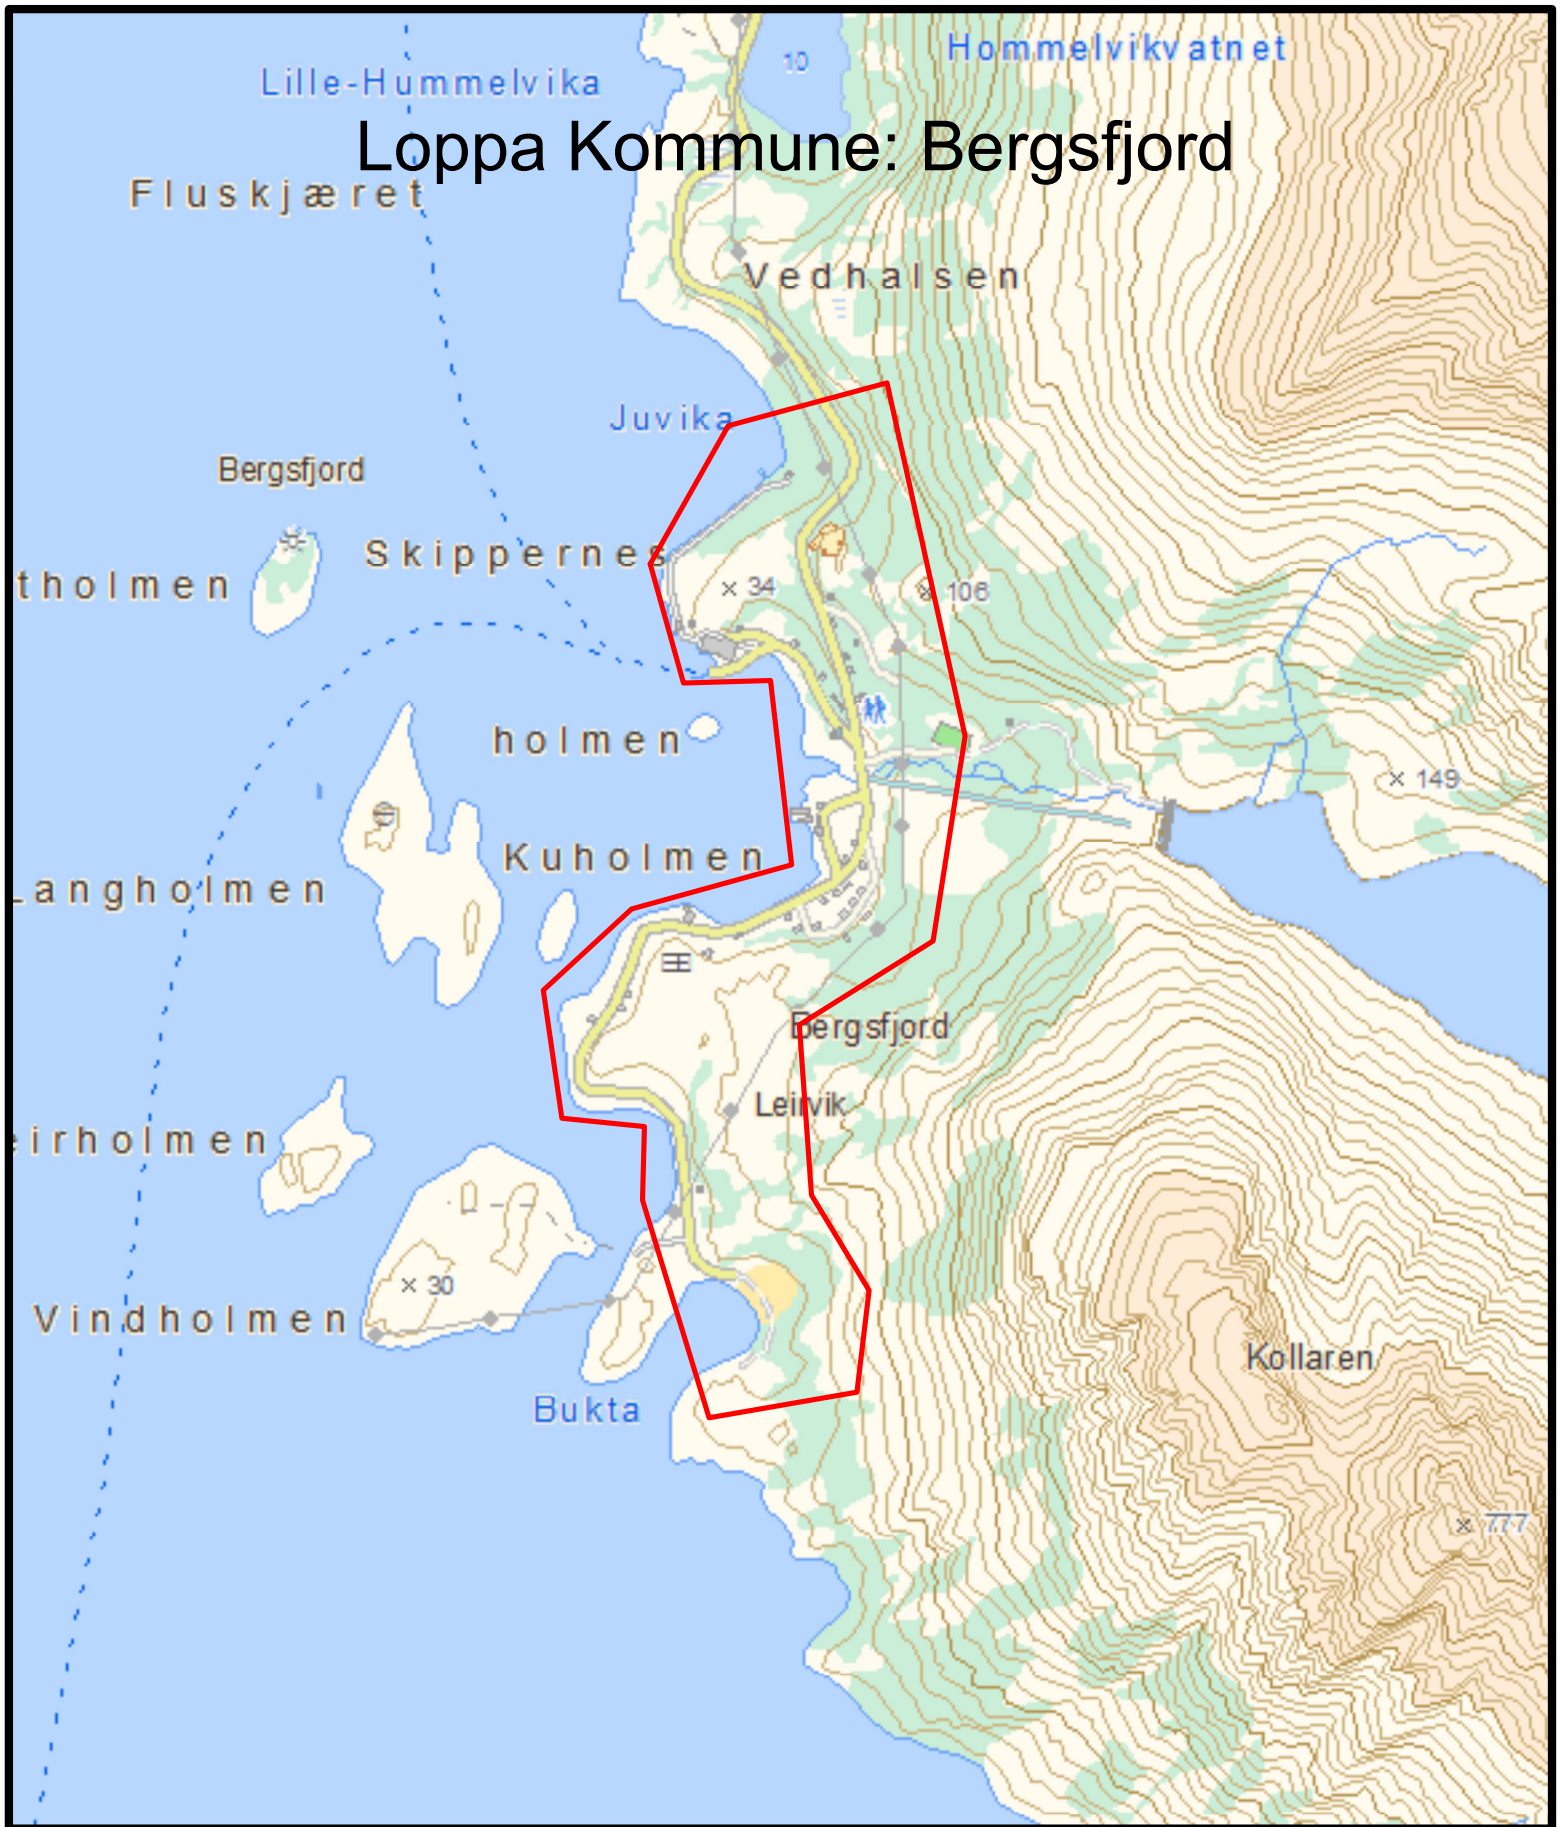 Hommelvikvatnet
10
Lille-Hummelvika
Loppa Kommune: Bergsfjord
Fluskjæret
Vedhalsen
Juvika
Bergsfjord
Skippernes
tholmen
× 34
× 106
holmen
× 149
Kuholmen
Langholmen
Bergsfjord
Leirvik
eirholmen
× 30
Vindholmen
Kollaren
Bukta
× 777